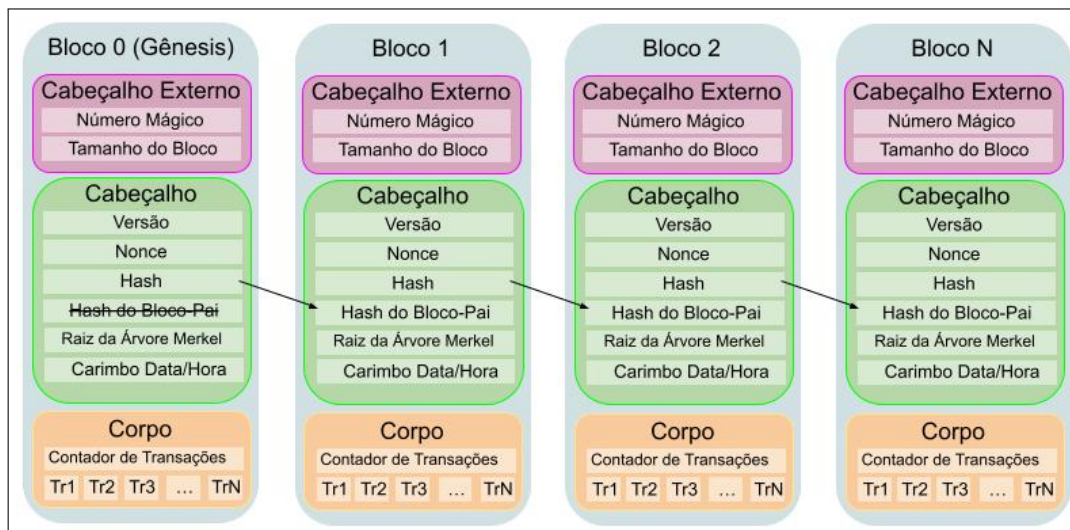 Bloco 0 (Gênesis)
Cabeçalho Externo
Número Mágico
Tamanho do Bloco
Cabeçalho
Versão
Nonce
Hash
Hash do Bloco-Pai
Raiz da Árvore Merkel
Carimbo Data/Hora
Corpo
Contador de Transações
Tr1 Tr2 Tr3 ... TrN
Bloco 1
Cabeçalho Externo
Número Mágico
Tamanho do Bloco
Cabeçalho
Versão
Nonce
Hash
Hash do Bloco-Pai
Raiz da Árvore Merkel
Carimbo Data/Hora
Corpo
Contador de Transações
Tr1 Tr2 Tr3 ... TrN
Bloco 2
Cabeçalho Externo
Número Mágico
Tamanho do Bloco
Cabeçalho
Versão
Nonce
Hash
Hash do Bloco-Pai
Raiz da Árvore Merkel
Carimbo Data/Hora
Corpo
Contador de Transações
Tr1 Tr2 Tr3 ... TrN
Bloco N
Cabeçalho Externo
Número Mágico
Tamanho do Bloco
Cabeçalho
Versão
Nonce
Hash
Hash do Bloco-Pai
Raiz da Árvore Merkel
Carimbo Data/Hora
Corpo
Contador de Transações
Tr1 Tr2 Tr3 ... TrN